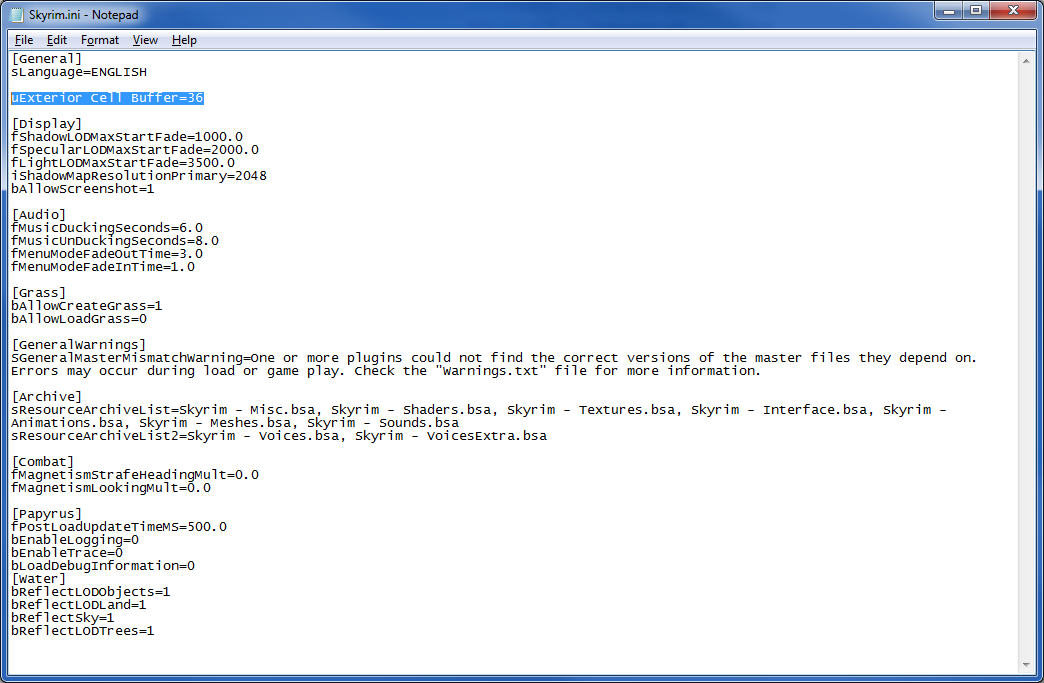 Skyrim.ini - Notepad
File Edit Format View Help
[General]
sLanguage=ENGLISH
uExterior Cell Buffer=36
[Display]
fShadowLODMaxStartFade=1000.0
fSpecularLODMaxStartFade=2000.0
fLightLODMaxStartFade=3500.0
iShadowMapResolutionPrimary=2048
bAllowScreenshot=1
[Audio]
fMusicDuckingSeconds=6.0
fMusicUnDuckingSeconds=8.0
fMenuModeFadeOutTime=3.0
fMenuModeFadeInTime=1.0
[Grass]
bAllowCreateGrass=1
bAllowLoadGrass=0
[GeneralWarnings]
SGeneralMasterMismatchWarning=One or more plugins could not find the correct versions of the master files they depend on.
Errors may occur during load or game play. Check the "Warnings.txt" file for more information.
[Archive]
sResourceArchiveList=Skyrim - Misc.bsa, Skyrim - Shaders.bsa, Skyrim - Textures.bsa, Skyrim - Interface.bsa, Skyrim -
Animations.bsa, Skyrim - Meshes.bsa, Skyrim - Sounds.bsa
sResourceArchiveList2=Skyrim - Voices.bsa, Skyrim - VoicesExtra.bsa
[Combat]
fMagnetismStrafeHeadingMult=0.0
fMagnetismLookingMult=0.0
[Papyrus]
fPostLoadUpdateTimeMS=500.0
bEnableLogging=0
bEnableTrace=0
bLoadDebugInformation=0
[Water]
bReflectLODObjects=1
bReflectLODLand=1
bReflectSky=1
bReflectLODTrees=1